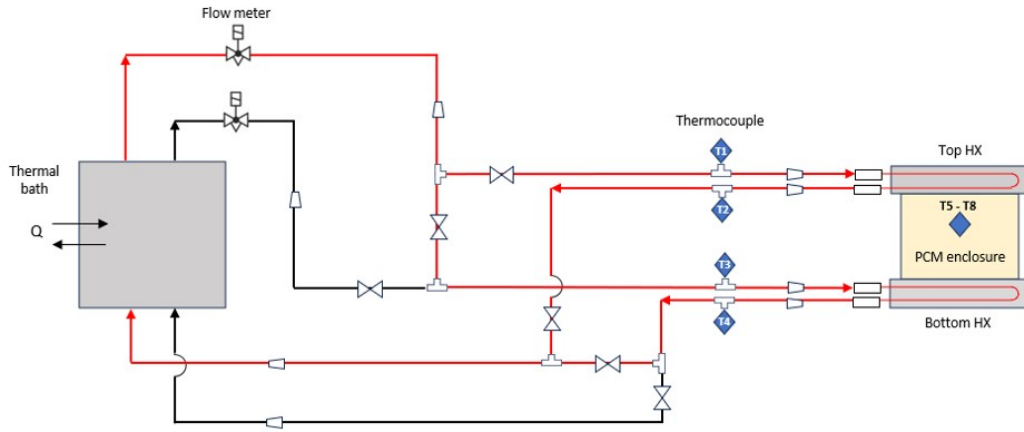 Flow meter
Thermocouple
Thermal
bath
Q
T1
T2
T3
T4
Top HX
T5 - T8
PCM enclosure
Bottom HX